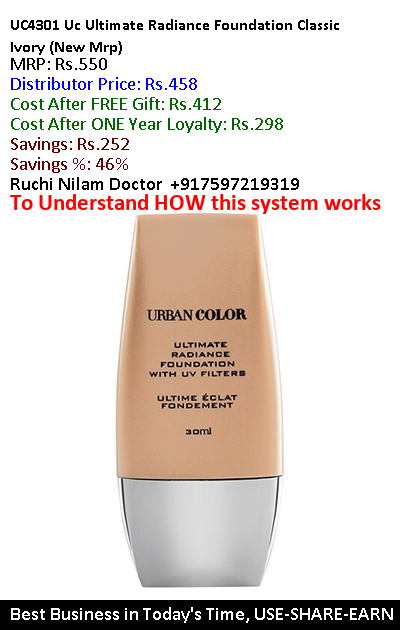 UC4301 Uc Ultimate Radiance Foundation Classic
Ivory (New Mrp)
MRP: Rs.550
Distributor Price: Rs.458
Cost After FREE Gift: Rs.412
Cost After ONE Year Loyalty: Rs.298
Savings: Rs.252
Savings %: 46%
Ruchi Nilam Doctor +917597219319
To Understand HOW this system works
URBAN COLOR
ULTIMATE
RADIANCE
FOUNDATION
WITH UV FILTERS
ULTIME ÉCLAT
FONDEMENT
30ml
Best Business in Today's Time, USE-SHARE-EARN